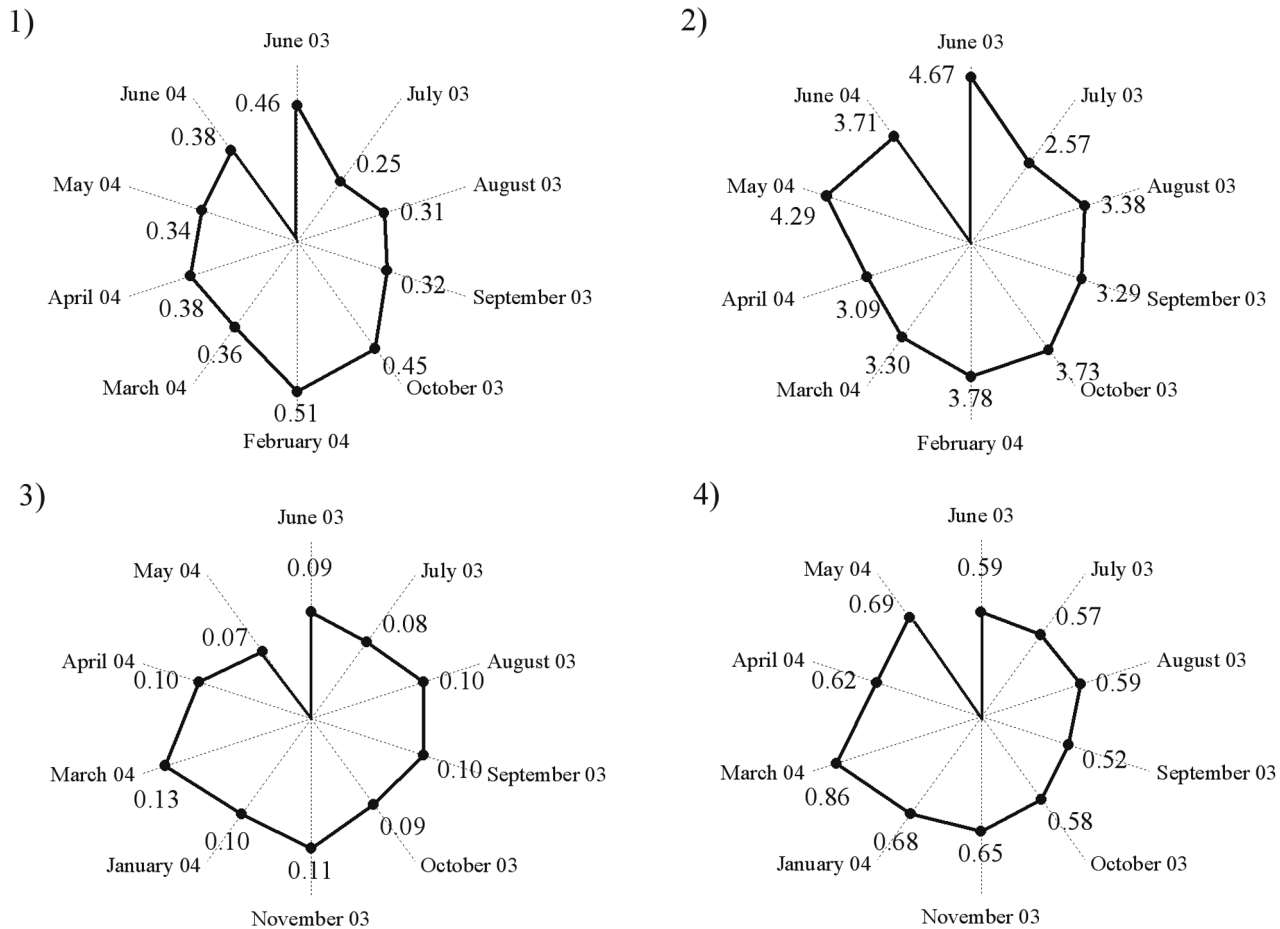 1)
June 03
0.46
July 03
0.25
August 03
0.31
September 03
0.32
October 03
0.45
February 04
0.51
March 04
0.36
April 04
0.38
May 04
0.34
June 04
0.38
2)
June 03
4.67
July 03
2.57
August 03
3.38
September 03
3.29
October 03
3.73
February 04
3.78
March 04
3.30
April 04
3.09
May 04
4.29
June 04
3.71
3)
June 03
0.09
July 03
0.08
August 03
0.10
September 03
0.10
October 03
0.09
November 03
0.11
January 04
0.10
March 04
0.13
April 04
0.10
May 04
0.07
4)
June 03
0.59
July 03
0.57
August 03
0.59
September 03
0.52
October 03
0.58
November 03
0.65
January 04
0.68
March 04
0.86
April 04
0.62
May 04
0.69